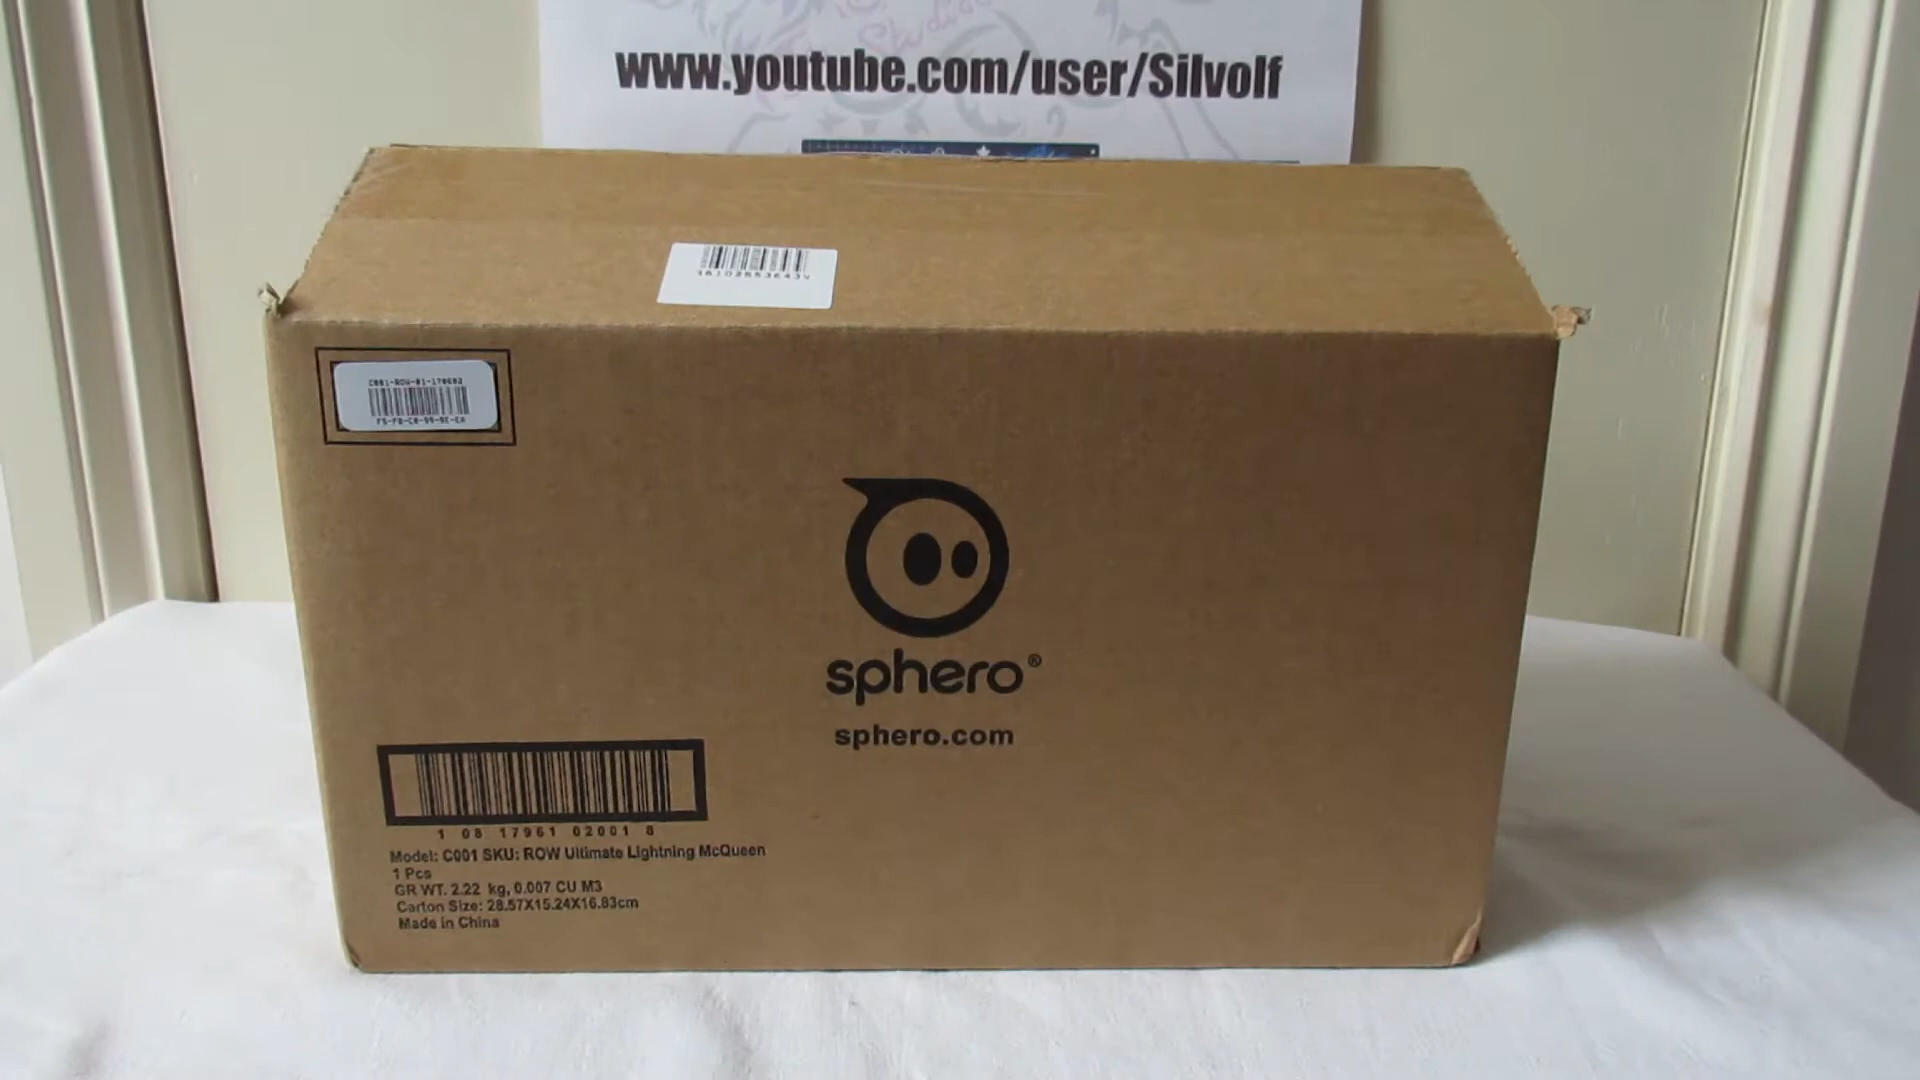 www.youtube.com/user/Silvolf
sphero®
sphero.com
1 08 17961 02001 8
Model: C001 SKU: ROW Ultimate Lightning McQueen
1 Pcs
GR WT. 2.22 kg, 0.007 CU M3
Carton Size: 28.57X15.24X16.83cm
Made in China